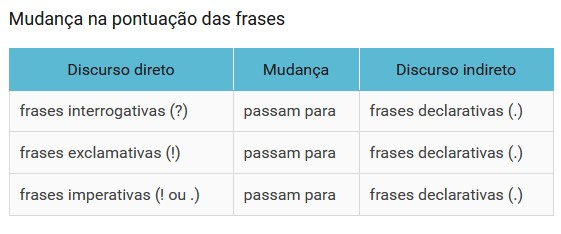 Mudança na pontuação das frases
Discurso direto Mudança Discurso indireto
frases interrogativas (?) passam para frases declarativas (.)
frases exclamativas (!) passam para frases declarativas (.)
frases imperativas (! ou .) passam para frases declarativas (.)